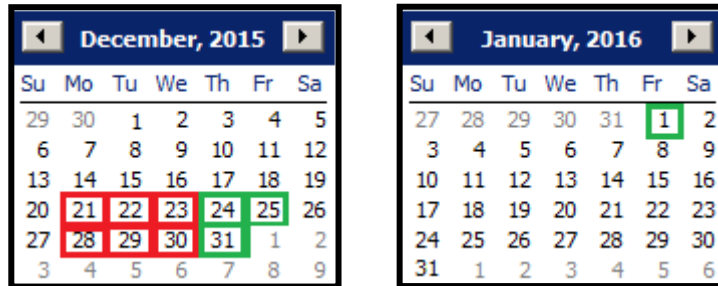 December, 2015
Su Mo Tu We Th Fr Sa
29 30 1 2 3 4 5
6 7 8 9 10 11 12
13 14 15 16 17 18 19
20 21 22 23 24 25 26
27 28 29 30 31 1 2
3 4 5 6 7 8 9
January, 2016
Su Mo Tu We Th Fr Sa
27 28 29 30 31 1 2
3 4 5 6 7 8 9
10 11 12 13 14 15 16
17 18 19 20 21 22 23
24 25 26 27 28 29 30
31 1 2 3 4 5 6